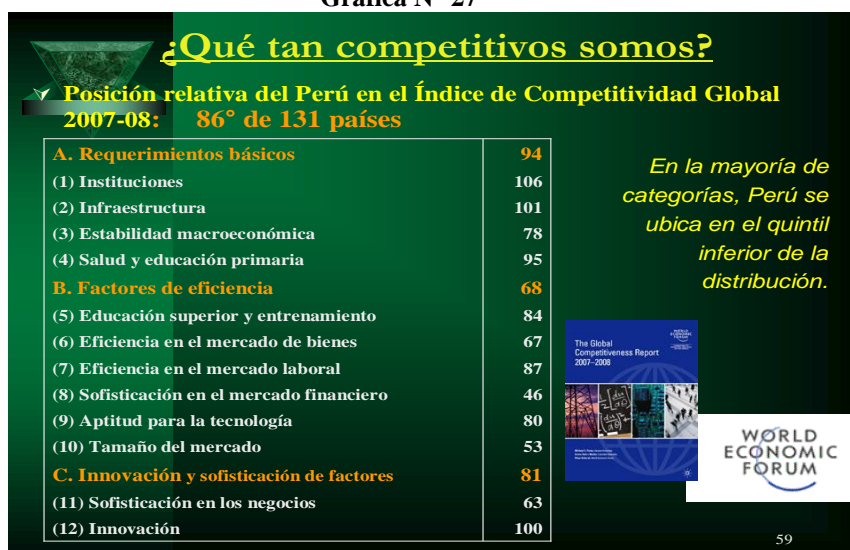 Gráfica N° 27
¿Qué tan competitivos somos?
Posición relativa del Perú en el Índice de Competitividad Global
2007-08: 86° de 131 países
A. Requerimientos básicos 94
(1) Instituciones 106
(2) Infraestructura 101
(3) Estabilidad macroeconómica 78
(4) Salud y educación primaria 95
B. Factores de eficiencia 68
(5) Educación superior y entrenamiento 84
(6) Eficiencia en el mercado de bienes 67
(7) Eficiencia en el mercado laboral 87
(8) Sofisticación en el mercado financiero 46
(9) Aptitud para la tecnología 80
(10) Tamaño del mercado 53
C. Innovación y sofisticación de factores 81
(11) Sofisticación en los negocios 63
(12) Innovación 100
En la mayoría de
categorías, Perú se
ubica en el quintil
inferior de la
distribución.
The Global
Competitiveness Report
2007–2008
WORLD
ECONOMIC
FORUM
59